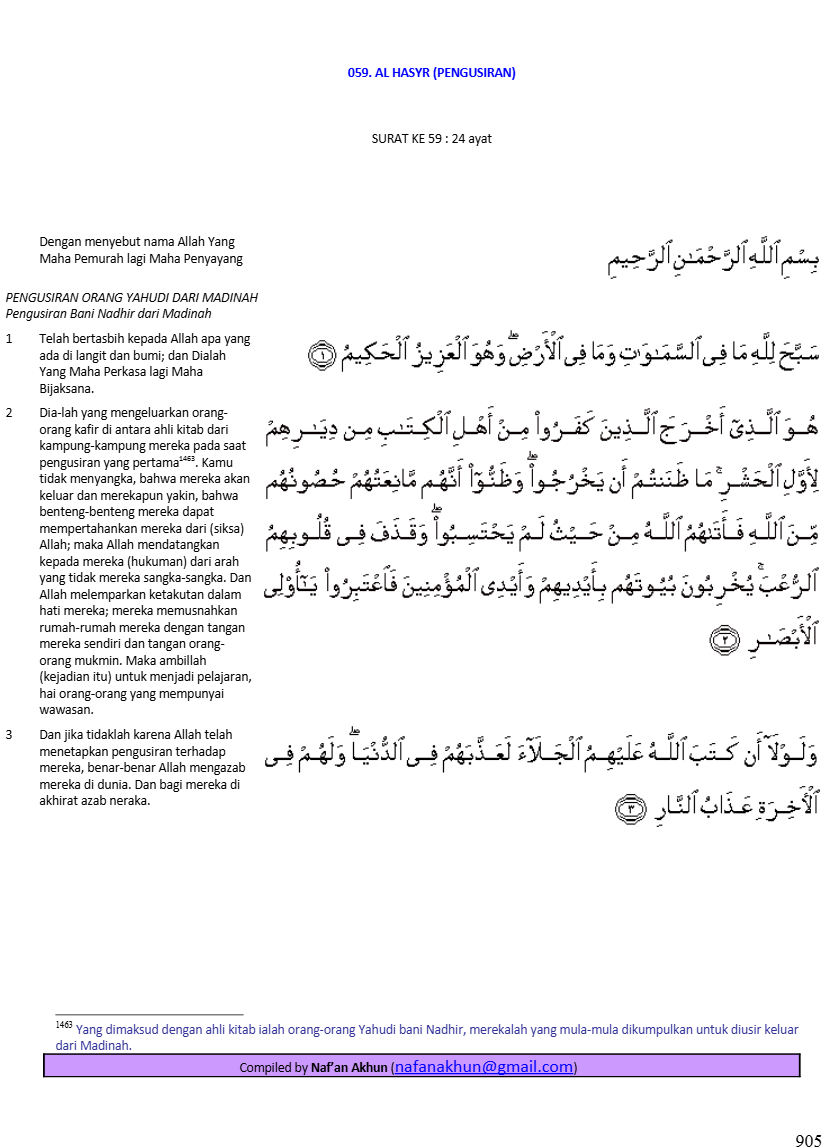 059. AL HASYR (PENGUSIRAN)
SURAT KE 59 : 24 ayat
Dengan menyebut nama Allah Yang
Maha Pemurah lagi Maha Penyayang
بِسْمِ ٱللَّهِ ٱلرَّحْمَـٰنِ ٱلرَّحِيمِ
PENGUSIRAN ORANG YAHUDI DARI MADINAH
Pengusiran Bani Nadhir dari Madinah
1 Telah bertasbih kepada Allah apa yang
ada di langit dan bumi; dan Dialah
Yang Maha Perkasa lagi Maha
Bijaksana.
سَبَّحَ لِلَّهِ مَا فِى ٱلسَّمَـٰوَٰتِ وَمَا فِى ٱلْأَرْضِ ۖ وَهُوَ ٱلْعَزِيزُ ٱلْحَكِيمُ ١
2 Dia-lah yang mengeluarkan orang-
orang kafir di antara ahli kitab dari
kampung-kampung mereka pada saat
pengusiran yang pertama1463. Kamu
tidak menyangka, bahwa mereka akan
keluar dan merekapun yakin, bahwa
benteng-benteng mereka dapat
mempertahankan mereka dari (siksa)
Allah; maka Allah mendatangkan
kepada mereka (hukuman) dari arah
yang tidak mereka sangka-sangka. Dan
Allah melemparkan ketakutan dalam
hati mereka; mereka memusnahkan
rumah-rumah mereka dengan tangan
mereka sendiri dan tangan orang-
orang mukmin. Maka ambillah
(kejadian itu) untuk menjadi pelajaran,
hai orang-orang yang mempunyai
wawasan.
هُوَ ٱلَّذِىٓ أَخْرَجَ ٱلَّذِينَ كَفَرُوا۟ مِنْ أَهْلِ ٱلْكِتَـٰبِ مِن دِيَـٰرِهِمْ
لِأَوَّلِ ٱلْحَشْرِ ۚ مَا ظَنَنتُمْ أَن يَخْرُجُوا۟ ۖ وَظَنُّوٓا۟ أَنَّهُم مَّانِعَتُهُمْ حُصُونُهُم
مِّنَ ٱللَّهِ فَأَتَىٰهُمُ ٱللَّهُ مِنْ حَيْثُ لَمْ يَحْتَسِبُوا۟ ۖ وَقَذَفَ فِى قُلُوبِهِمُ
ٱلرُّعْبَ ۚ يُخْرِبُونَ بُيُوتَهُم بِأَيْدِيهِمْ وَأَيْدِى ٱلْمُؤْمِنِينَ فَٱعْتَبِرُوا۟ يَـٰٓأُو۟لِى
ٱلْأَبْصَـٰرِ ٢
3 Dan jika tidaklah karena Allah telah
menetapkan pengusiran terhadap
mereka, benar-benar Allah mengazab
mereka di dunia. Dan bagi mereka di
akhirat azab neraka.
وَلَوْلَآ أَن كَتَبَ ٱللَّهُ عَلَيْهِمُ ٱلْجَلَآءَ لَعَذَّبَهُمْ فِى ٱلدُّنْيَا ۖ وَلَهُمْ فِى
ٱلْـَٔاخِرَةِ عَذَابُ ٱلنَّارِ ٣
1463 Yang dimaksud dengan ahli kitab ialah orang-orang Yahudi bani Nadhir, merekalah yang mula-mula dikumpulkan untuk diusir keluar
dari Madinah.
Compiled by Naf’an Akhun (nafanakhun@gmail.com)
905